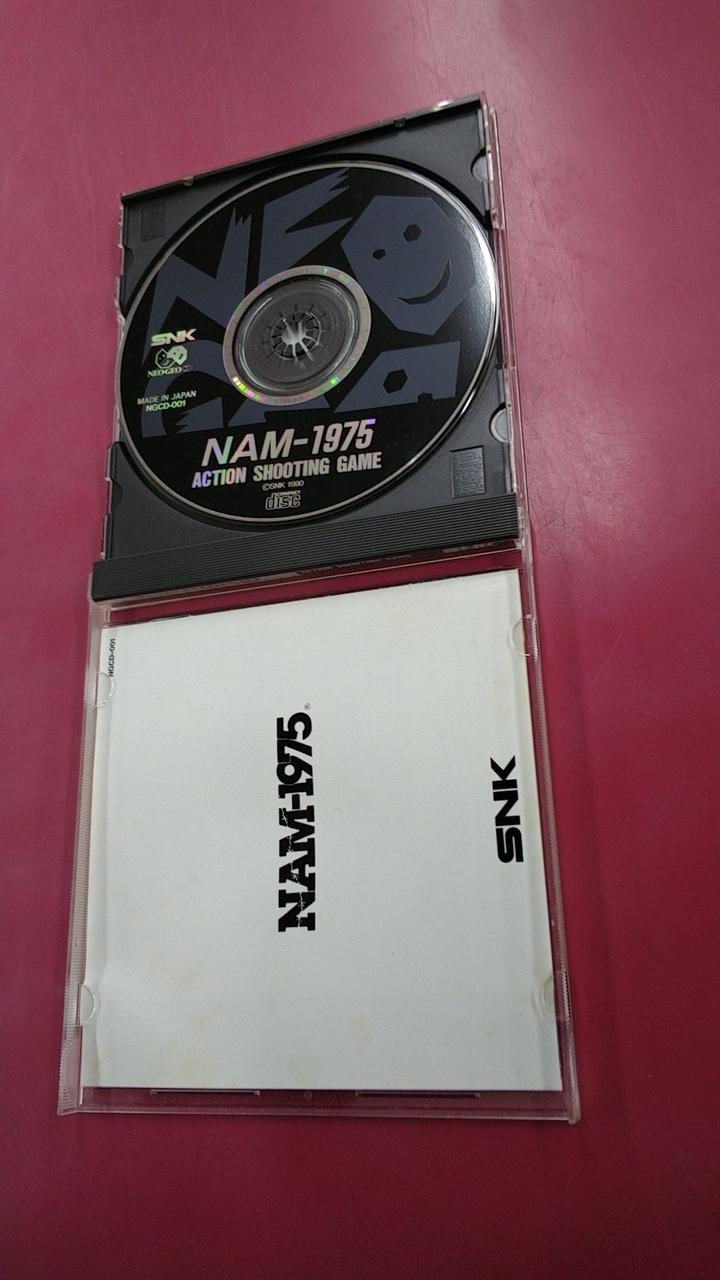 NEO
GEO
SNK
NEO·GEO CD
MADE IN JAPAN
NGCD-001
NAM-1975
ACTION SHOOTING GAME
©SNK 1990
COMPACT
disc
NGCD-001
NAM-1975®
SNK